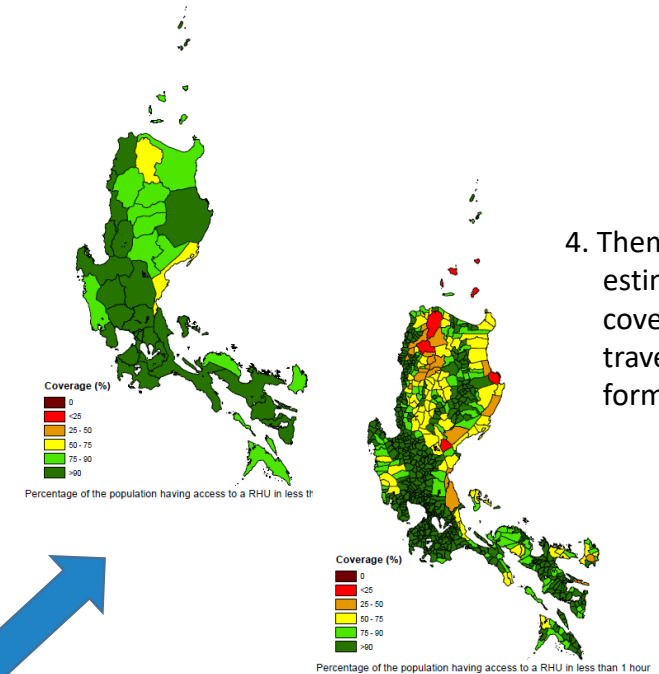 4. Them
estir
cove
trave
form
Coverage (%)
0
<25
25 - 50
50 - 75
75 - 90
>90
Percentage of the population having access to a RHU in less th
Coverage (%)
0
<25
25 - 50
50 - 75
75 - 90
>90
Percentage of the population having access to a RHU in less than 1 hour